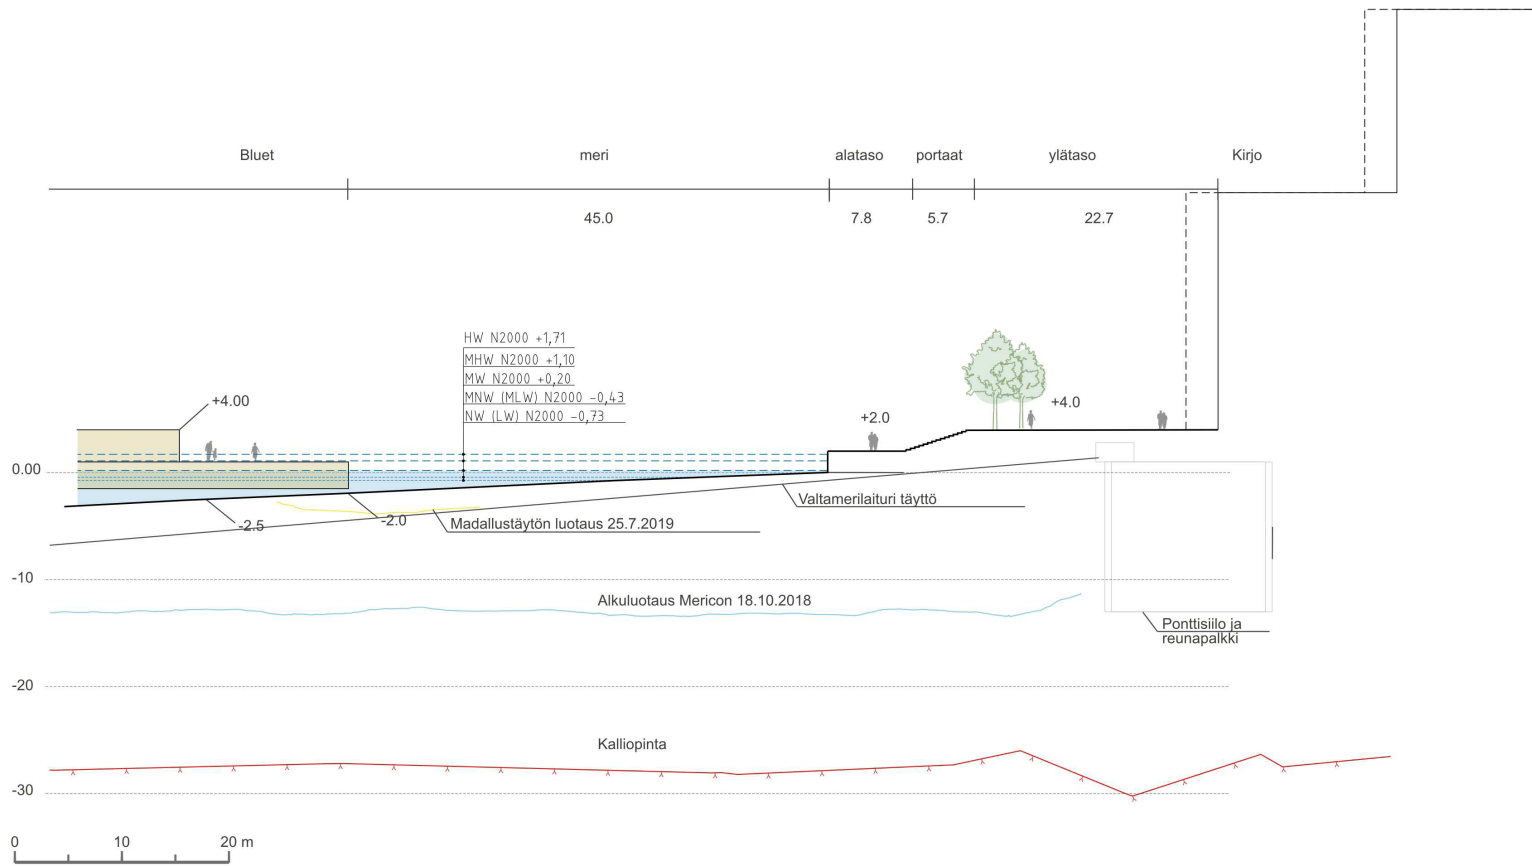 Bluet meri alataso portaat ylätaso Kirjo
45.0 7.8 5.7 22.7
HW N2000 +1,71
MHW N2000 +1,10
MW N2000 +0,20
MNW (MLW) N2000 -0,43
NW (LW) N2000 -0,73
+4.00
+2.0
+4.0
0.00
-2.5
-2.0
Valtamerilaituri täyttö
Madallustäytön luotaus 25.7.2019
-10
Alkuluotaus Mericon 18.10.2018
Ponttisiilo ja
reunapalkki
-20
Kalliopinta
-30
0 10 20 m